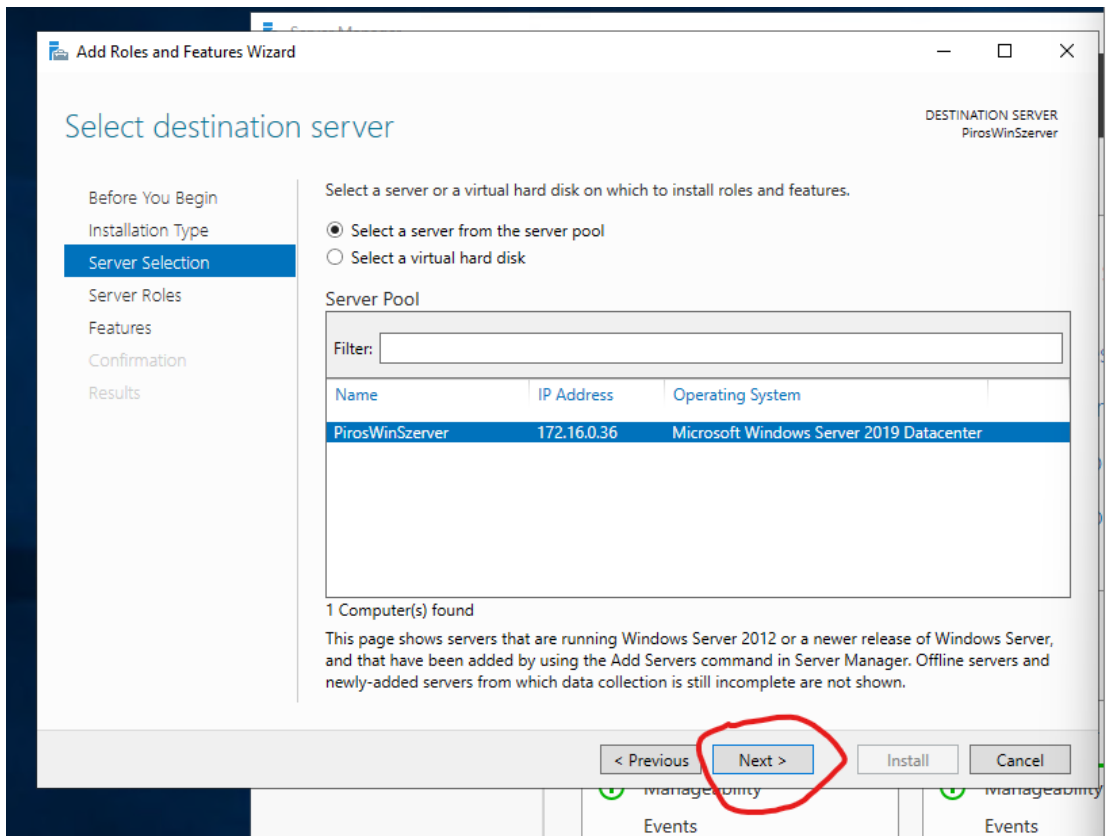 Server Manager
Add Roles and Features Wizard
Select destination server
DESTINATION SERVER
PirosWinSzerver
Before You Begin
Installation Type
Server Selection
Server Roles
Features
Confirmation
Results
Select a server or a virtual hard disk on which to install roles and features.
Select a server from the server pool
Select a virtual hard disk
Server Pool
Filter:
Name IP Address Operating System
PirosWinSzerver 172.16.0.36 Microsoft Windows Server 2019 Datacenter
1 Computer(s) found
This page shows servers that are running Windows Server 2012 or a newer release of Windows Server,
and that have been added by using the Add Servers command in Server Manager. Offline servers and
newly-added servers from which data collection is still incomplete are not shown.
< Previous Next > Install Cancel
Manageability Manageability
Events Events